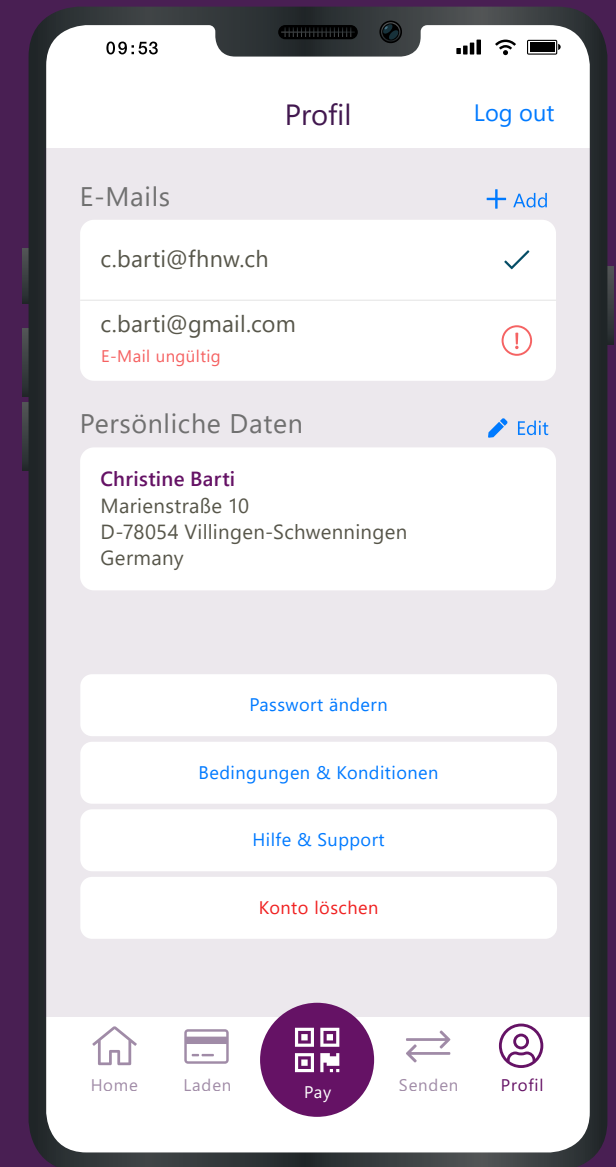 09:53
Profil
Log out
E-Mails
Add
c.barti@fhnw.ch
c.barti@gmail.com
E-Mail ungültig
Persönliche Daten
Edit
Christine Barti
Marienstraße 10
D-78054 Villingen-Schwenningen
Germany
Passwort ändern
Bedingungen & Konditionen
Hilfe & Support
Konto löschen
Home
Laden
Pay
Senden
Profil